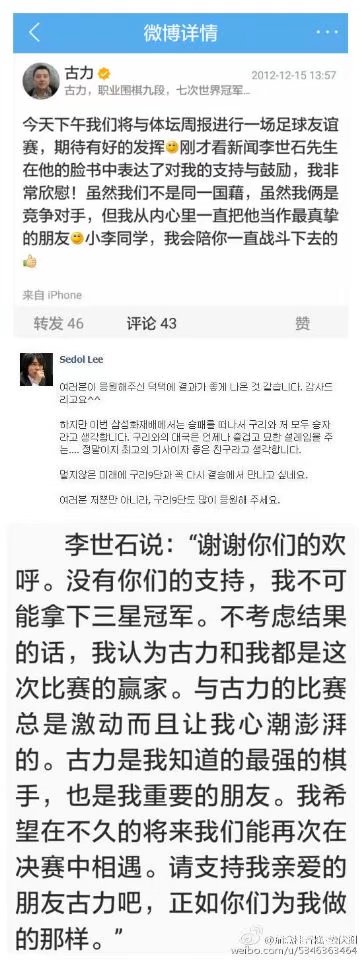 微博详情
古力
2012-12-15 13:57
古力，职业围棋九段，七次世界冠军...
今天下午我们将与体坛周报进行一场足球友谊
赛，期待有好的发挥 刚才看新闻李世石先生
在他的脸书中表达了对我的支持与鼓励，我非
常欣慰！虽然我们不是同一国藉，虽然我俩是
竞争对手，但我从内心里一直把他当作最真挚
的朋友 小李同学，我会陪你一直战斗下去的
来自 iPhone
转发 46 评论 43 赞
Sedol Lee
여러분이 응원해주신 덕택에 결과가 좋게 나온 것 같습니다. 감사드
리고요^^
하지만 이번 삼성화재배에서는 승패를 떠나서 구리와 저 모두 승자
라고 생각합니다. 구리와의 대국은 언제나 즐겁고 묘한 설레임을 주
는.... 정말이지 최고의 기사이자 좋은 친구라고 생각합니다.
멀지않은 미래에 구리9단과 꼭 다시 결승에서 만나고 싶네요.
여러분 저뿐만 아니라, 구리9단도 많이 응원해 주세요.
李世石说：“谢谢你们的欢
呼。没有你们的支持，我不可
能拿下三星冠军。不考虑结果
的话，我认为古力和我都是这
次比赛的赢家。与古力的比赛
总是激动而且让我心潮澎湃
的。古力是我知道的最强的棋
手，也是我重要的朋友。我希
望在不久的将来我们能再次在
决赛中相遇。请支持我亲爱的
朋友古力吧，正如你们为我做
的那样。”
weibo.com/u/5346363464